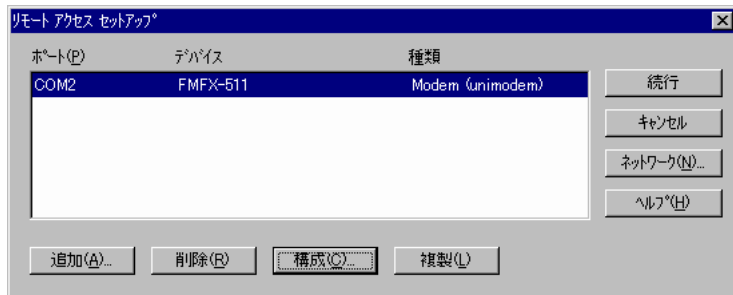 リモート アクセス セットアップ
ポート(P) デバイス 種類
COM2 FMFX-511 Modem (unimodem)
続行
キャンセル
ネットワーク(N)...
ヘルプ(H)
追加(A)... 削除(R) 構成(C)... 複製(L)